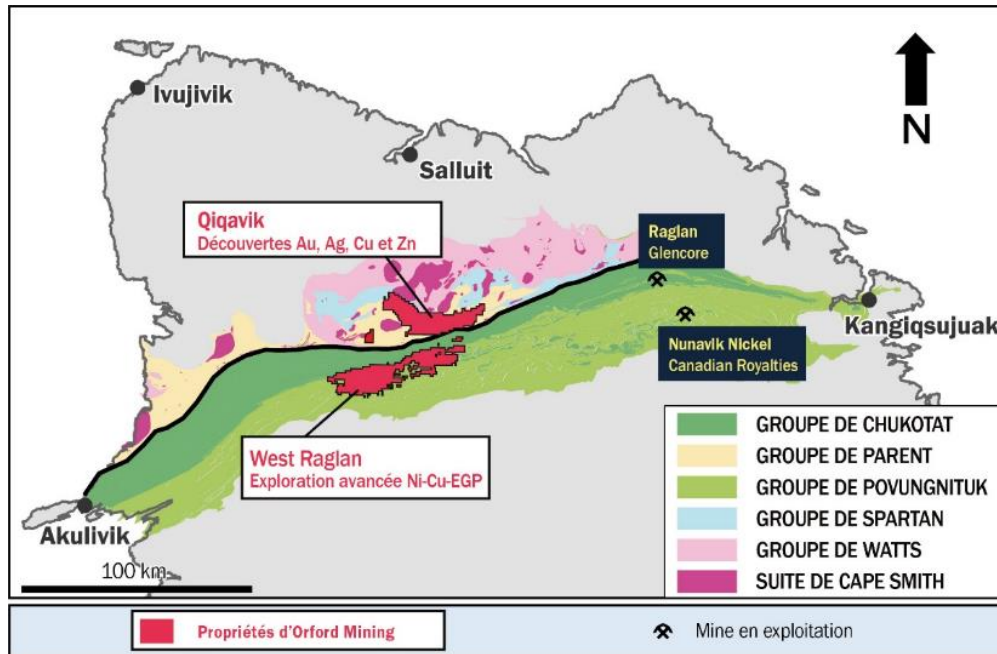 Ivujivik
Salluit
N
Qiqavik
Découvertes Au, Ag, Cu et Zn
Raglan
Glencore
Kangiqsujuak
Nunavik Nickel
Canadian Royalties
West Raglan
Exploration avancée Ni-Cu-EGP
Akulivik
100 km
GROUPE DE CHUKOTAT
GROUPE DE PARENT
GROUPE DE POVUNGNITUK
GROUPE DE SPARTAN
GROUPE DE WATTS
SUITE DE CAPE SMITH
Propriétés d'Orford Mining
Mine en exploitation